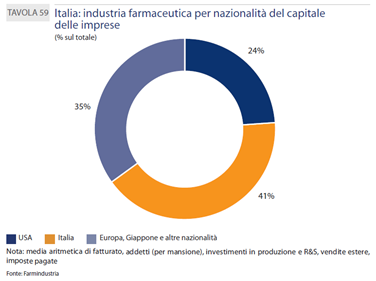 TAVOLA 59
Italia: industria farmaceutica per nazionalità del capitale
delle imprese
(% sul totale)
24%
35%
41%
USA
Italia
Europa, Giappone e altre nazionalità
Nota: media aritmetica di fatturato, addetti (per mansione), investimenti in produzione e R&S, vendite estere,
imposte pagate
Fonte: Farmindustria